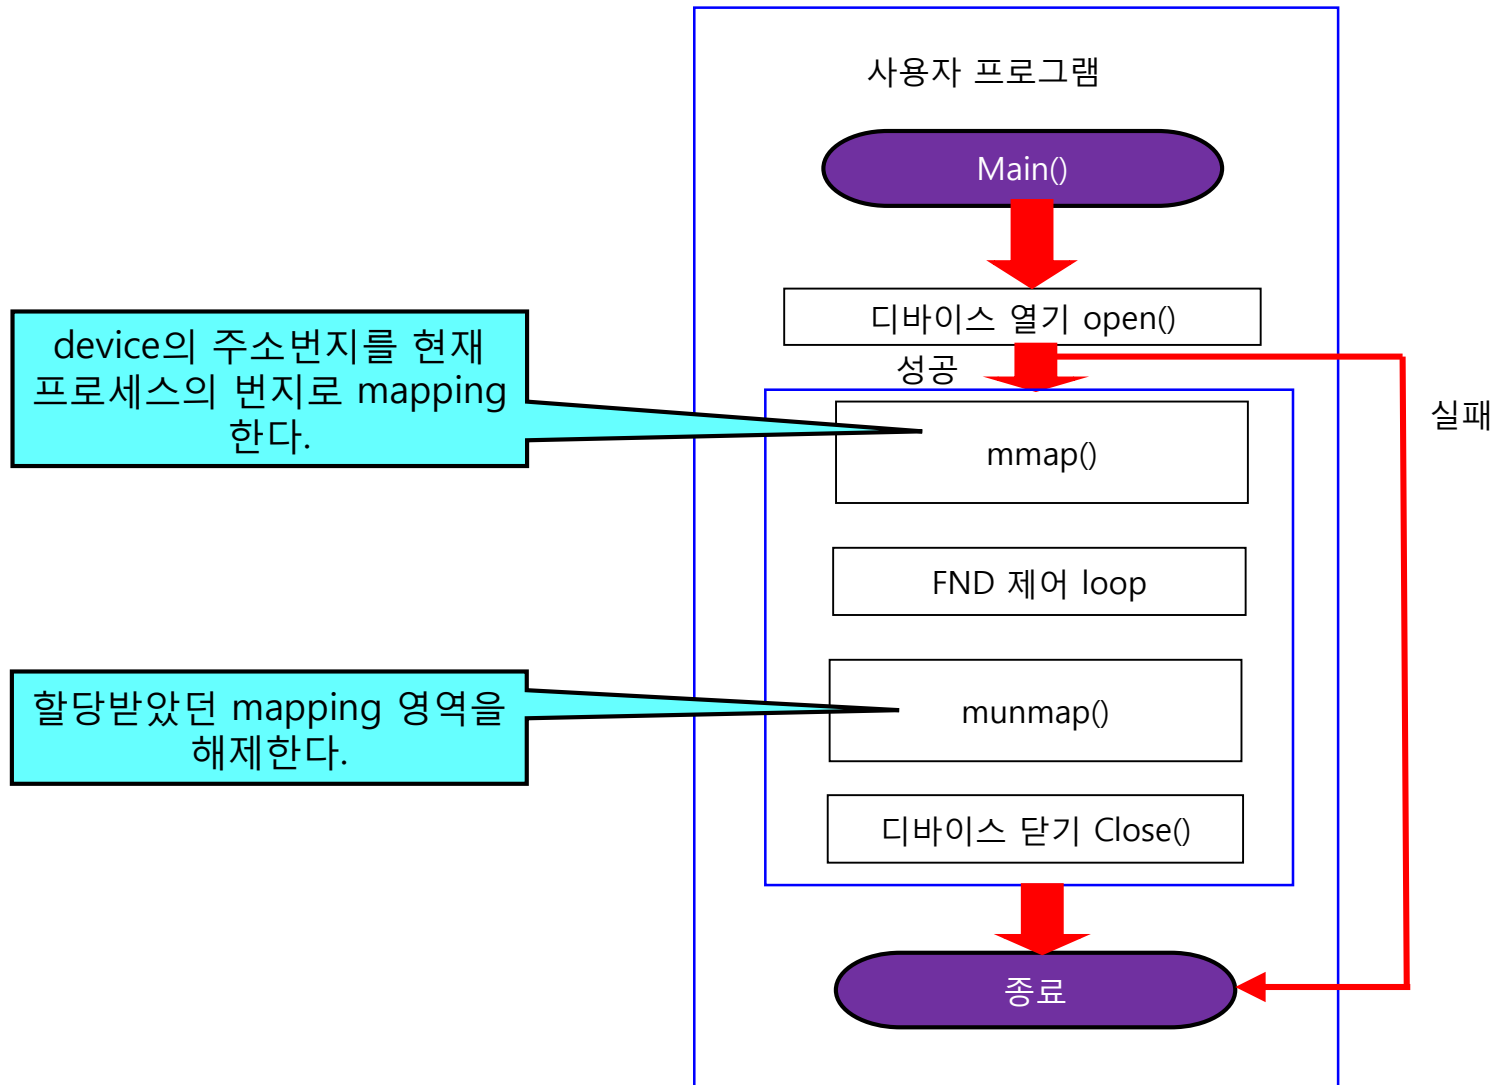 사용자 프로그램
Main()
디바이스 열기 open()
성공
실패
device의 주소번지를 현재
프로세스의 번지로 mapping
한다.
mmap()
FND 제어 loop
할당받았던 mapping 영역을
해제한다.
munmap()
디바이스 닫기 Close()
종료